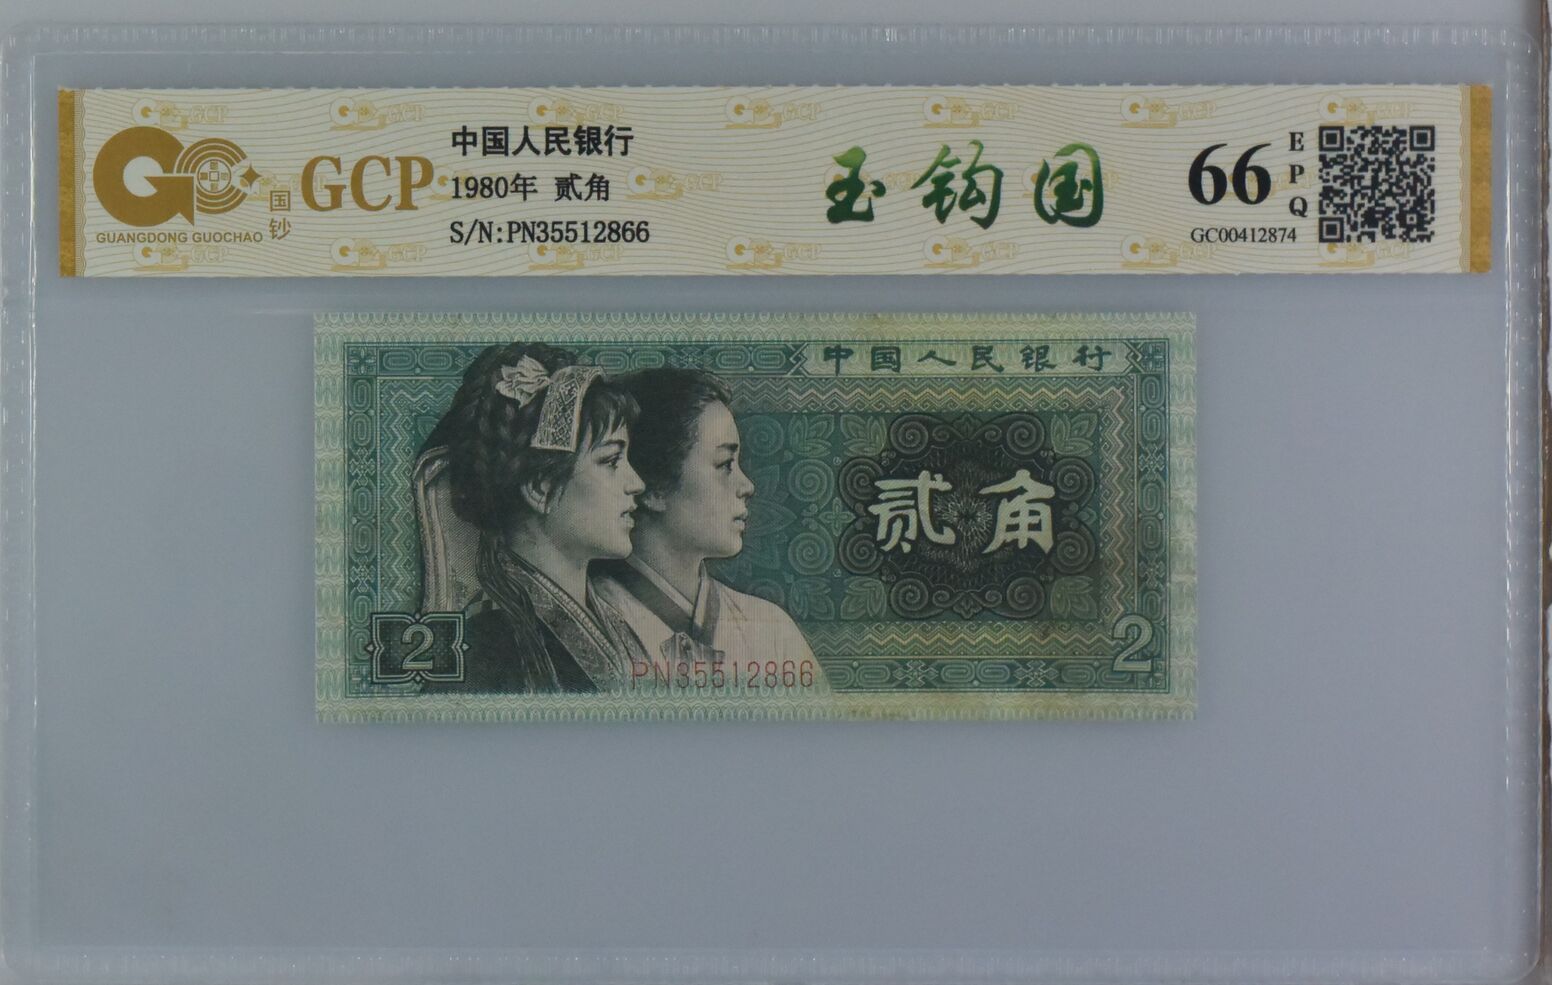 GUANGDONG GUOCHAO
国钞
GCP
中国人民银行
1980年 贰角
S/N:PN35512866
玉钩国
66
EPQ
GC00412874
中国人民银行
贰角
2
2
PN35512866